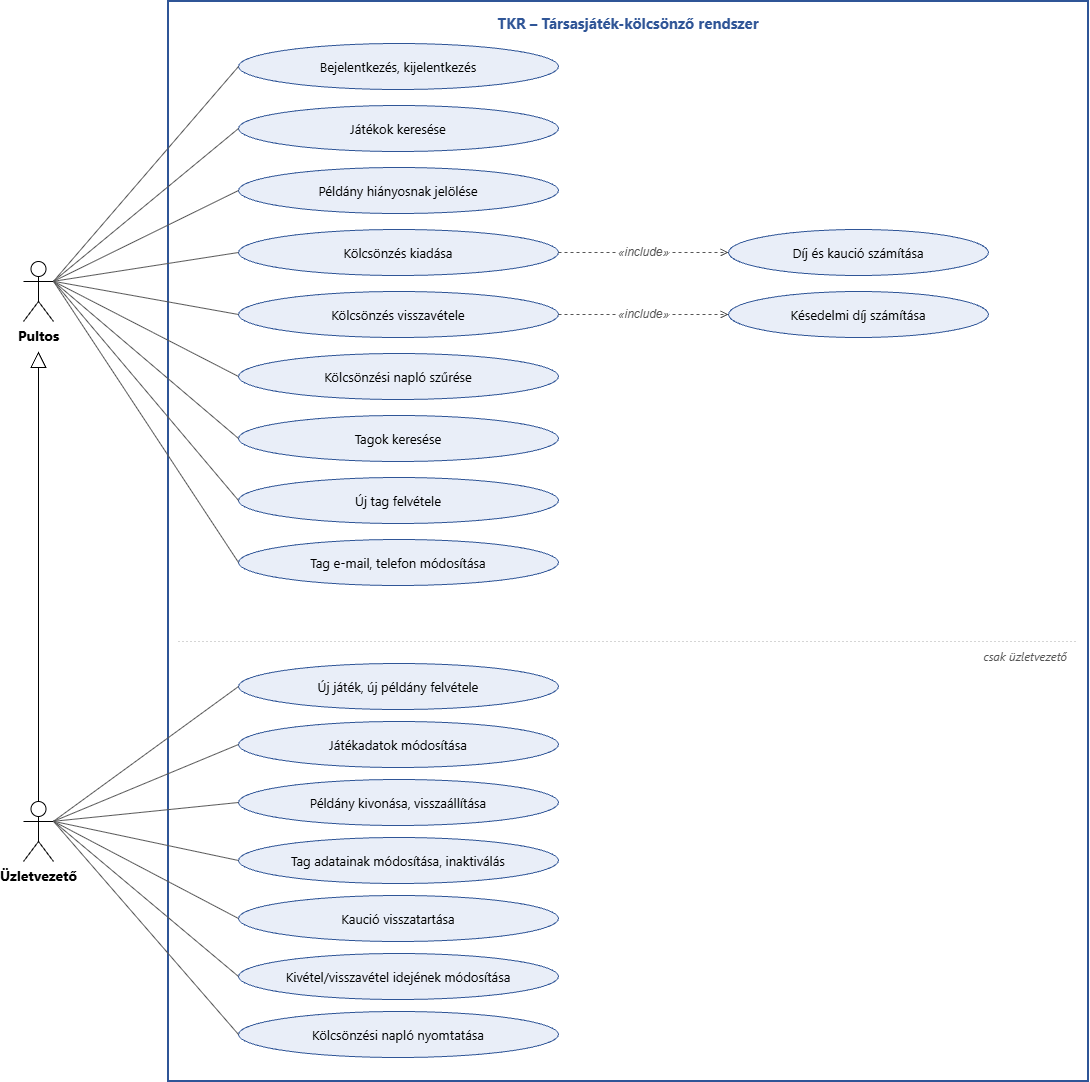 TKR – Társasjáték-kölcsönző rendszer
Bejelentkezés, kijelentkezés
Játékok keresése
Példány hiányosnak jelölése
Kölcsönzés kiadása
«include»
Díj és kaució számítása
Kölcsönzés visszavétele
«include»
Késedelmi díj számítása
Pultos
Kölcsönzési napló szűrése
Tagok keresése
Új tag felvétele
Tag e-mail, telefon módosítása
csak üzletvezető
Új játék, új példány felvétele
Játékadatok módosítása
Példány kivonása, visszaállítása
Tag adatainak módosítása, inaktiválás
Üzletvezető
Kaució visszatartása
Kivétel/visszavétel idejének módosítása
Kölcsönzési napló nyomtatása